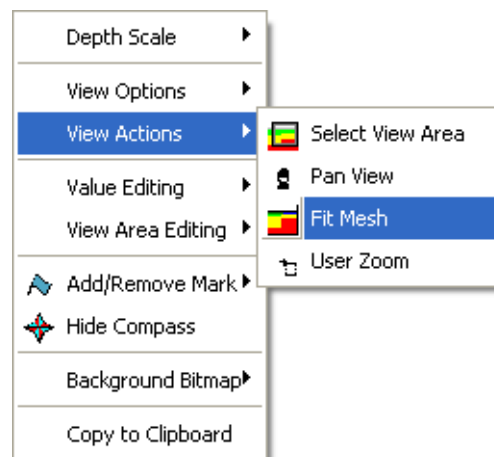 Depth Scale
View Options
View Actions
Select View Area
Value Editing
Pan View
View Area Editing
Fit Mesh
User Zoom
Add/Remove Mark
Hide Compass
Background Bitmap
Copy to Clipboard